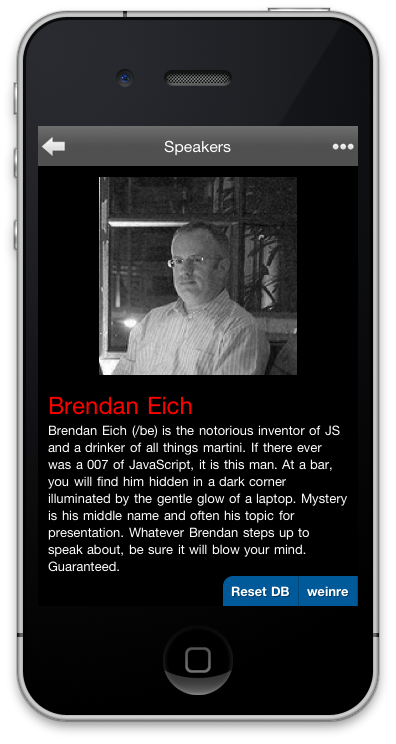 Speakers
Brendan Eich
Brendan Eich (/be) is the notorious inventor of JS
and a drinker of all things martini. If there ever
was a 007 of JavaScript, it is this man. At a bar,
you will find him hidden in a dark corner
illuminated by the gentle glow of a laptop. Mystery
is his middle name and often his topic for
presentation. Whatever Brendan steps up to
speak about, be sure it will blow your mind.
Guaranteed.
Reset DB weinre